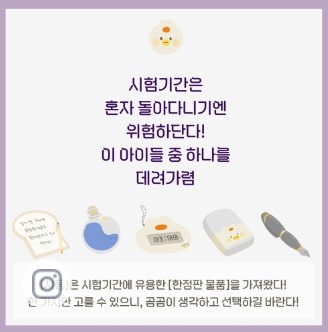 시험기간은
혼자 돌아다니기엔
위험하단다!
이 아이들 중 하나를
데려가렴
03:00
시험기간에 유용한 [한정판 물품]을 가져왔다!
고를 수 있으니, 곰곰이 생각하고 선택하길 바란다!